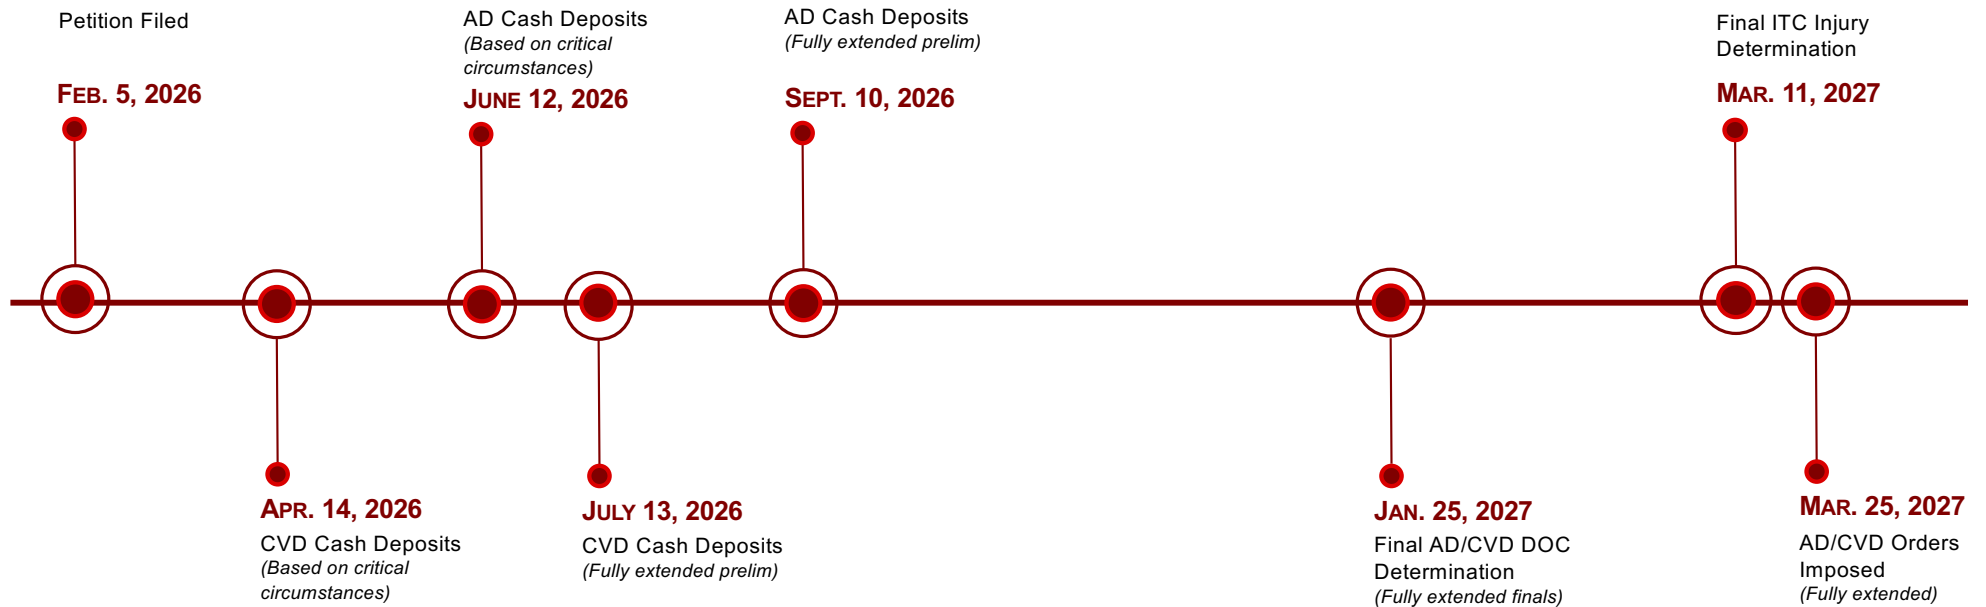 Petition Filed
FEB. 5, 2026
AD Cash Deposits
(Based on critical
circumstances)
JUNE 12, 2026
AD Cash Deposits
(Fully extended prelim)
SEPT. 10, 2026
Final ITC Injury
Determination
MAR. 11, 2027
APR. 14, 2026
CVD Cash Deposits
(Based on critical
circumstances)
JULY 13, 2026
CVD Cash Deposits
(Fully extended prelim)
JAN. 25, 2027
Final AD/CVD DOC
Determination
(Fully extended finals)
MAR. 25, 2027
AD/CVD Orders
Imposed
(Fully extended)